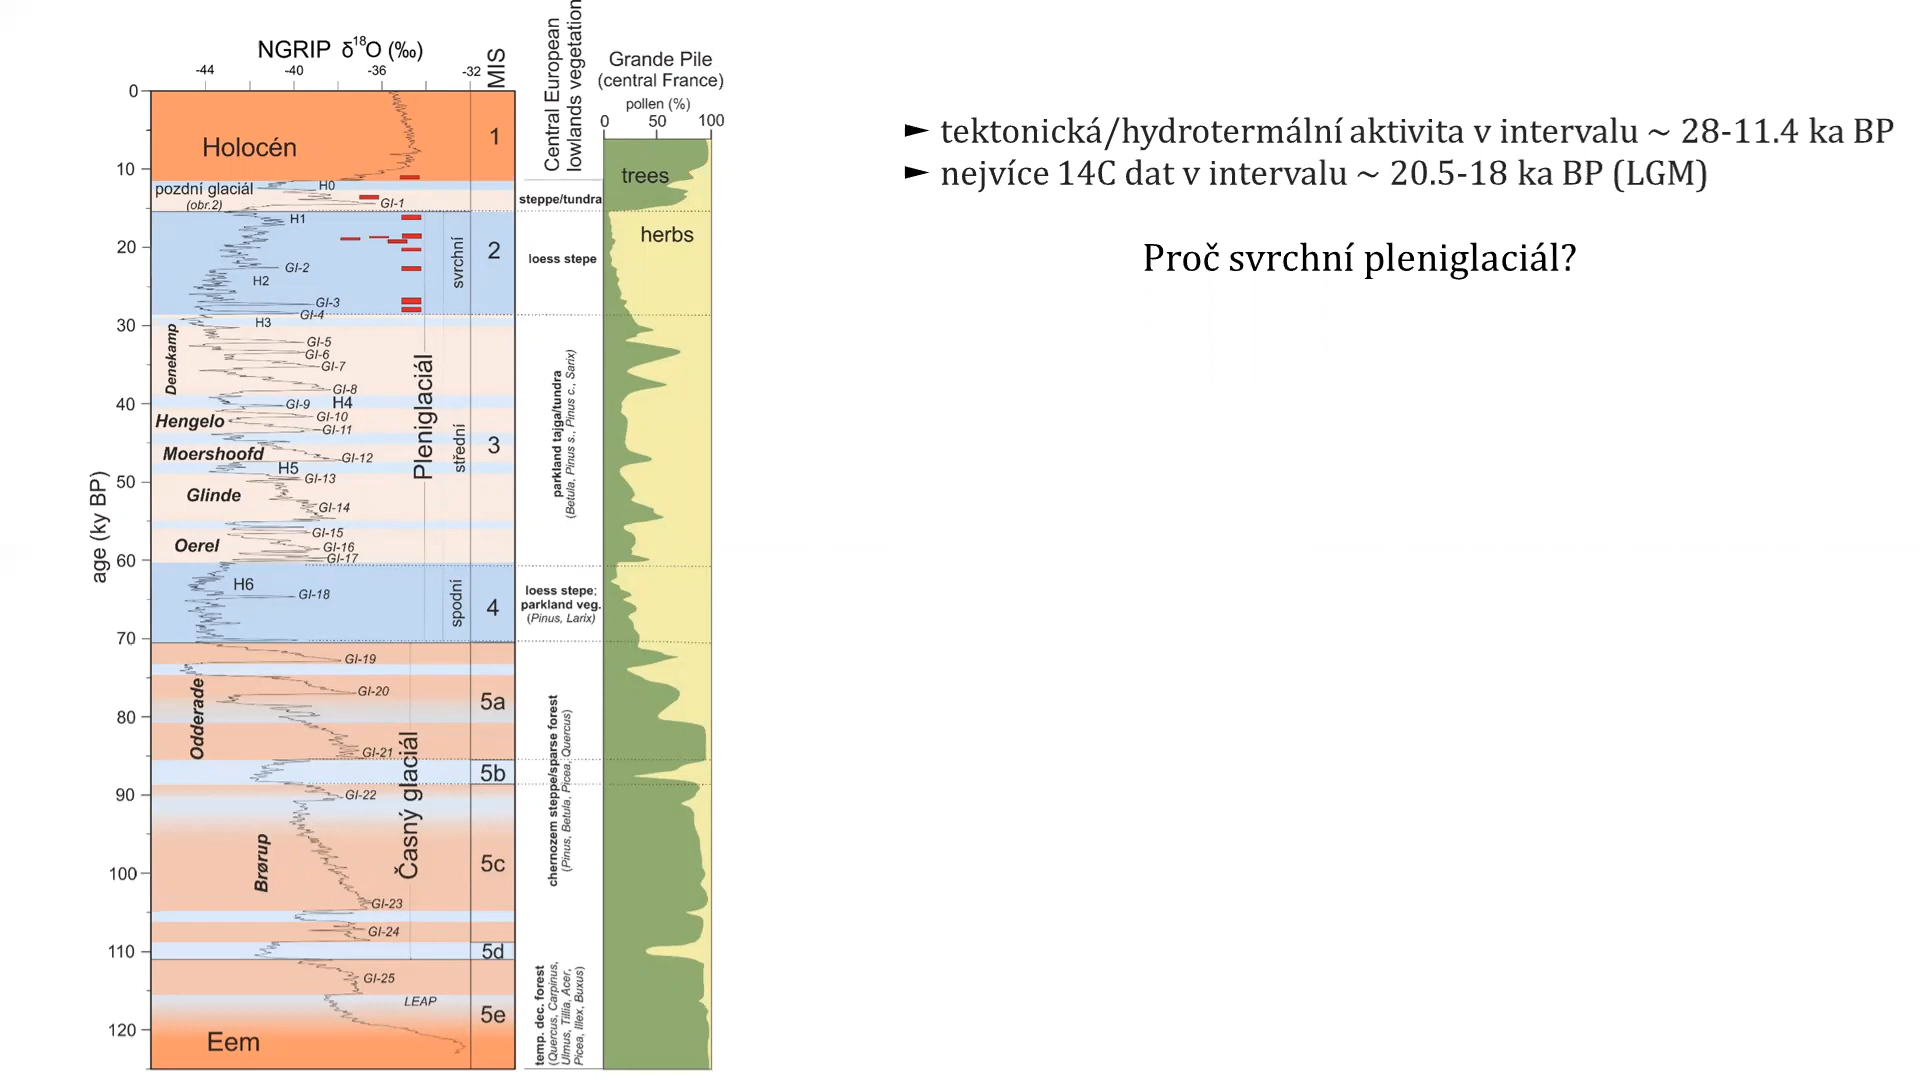 NGRIP δ18O (‰)
-44 -40 -36 -32
MIS
Central European
lowlands vegetation
Grande Pile
(central France)
pollen (%)
0 50 100
age (ky BP)
0
10
20
30
40
50
60
70
80
90
100
110
120
Holocén
1
pozdní glaciál
(obr.2)
H0
GI-1
H1
GI-2
H2
GI-3
GI-4
svrchní
2
H3
Denekamp
GI-5
GI-6
GI-7
GI-8
GI-9
H4
GI-10
Hengelo
GI-11
Moershoofd
GI-12
H5
GI-13
Glinde
GI-14
GI-15
Oerel
GI-16
GI-17
Pleniglaciál
střední
3
H6
GI-18
spodní
4
GI-19
GI-20
Odderade
GI-21
5a
5b
GI-22
Časný glaciál
Brørup
5c
GI-23
GI-24
5d
GI-25
LEAP
5e
Eem
steppe/tundra
loess stepe
parkland tajga/tundra
(Betula, Pinus s., Pinus c., Sarix)
loess stepe;
parkland veg.
(Pinus, Larix)
chernozem steppe/sparse forest
(Pinus, Betula, Picea, Quercus)
temp. dec. forest
(Quercus, Carpinus,
Ulmus, Tillia, Acer,
Picea, Illex, Buxus)
trees
herbs
► tektonická/hydrotermální aktivita v intervalu ~ 28-11.4 ka BP
► nejvíce 14C dat v intervalu ~ 20.5-18 ka BP (LGM)
Proč svrchní pleniglaciál?